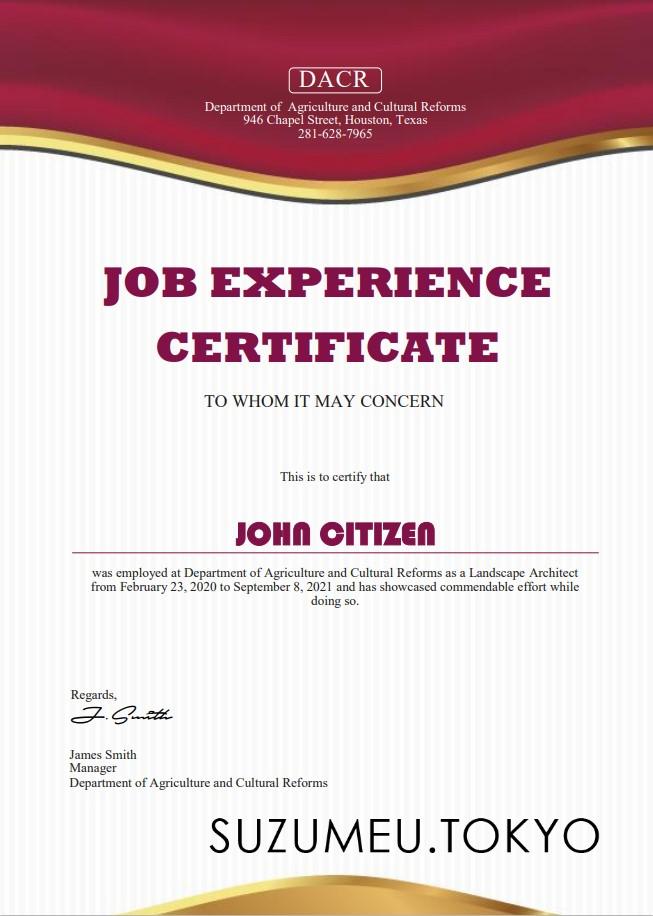 DACR
Department of Agriculture and Cultural Reforms
946 Chapel Street, Houston, Texas
281-628-7965
JOB EXPERIENCE
CERTIFICATE
TO WHOM IT MAY CONCERN
This is to certify that
JOHN CITIZEN
was employed at Department of Agriculture and Cultural Reforms as a Landscape Architect
from February 23, 2020 to September 8, 2021 and has showcased commendable effort while
doing so.
Regards,
J. Smith
James Smith
Manager
Department of Agriculture and Cultural Reforms
SUZUMEU.TOKYO